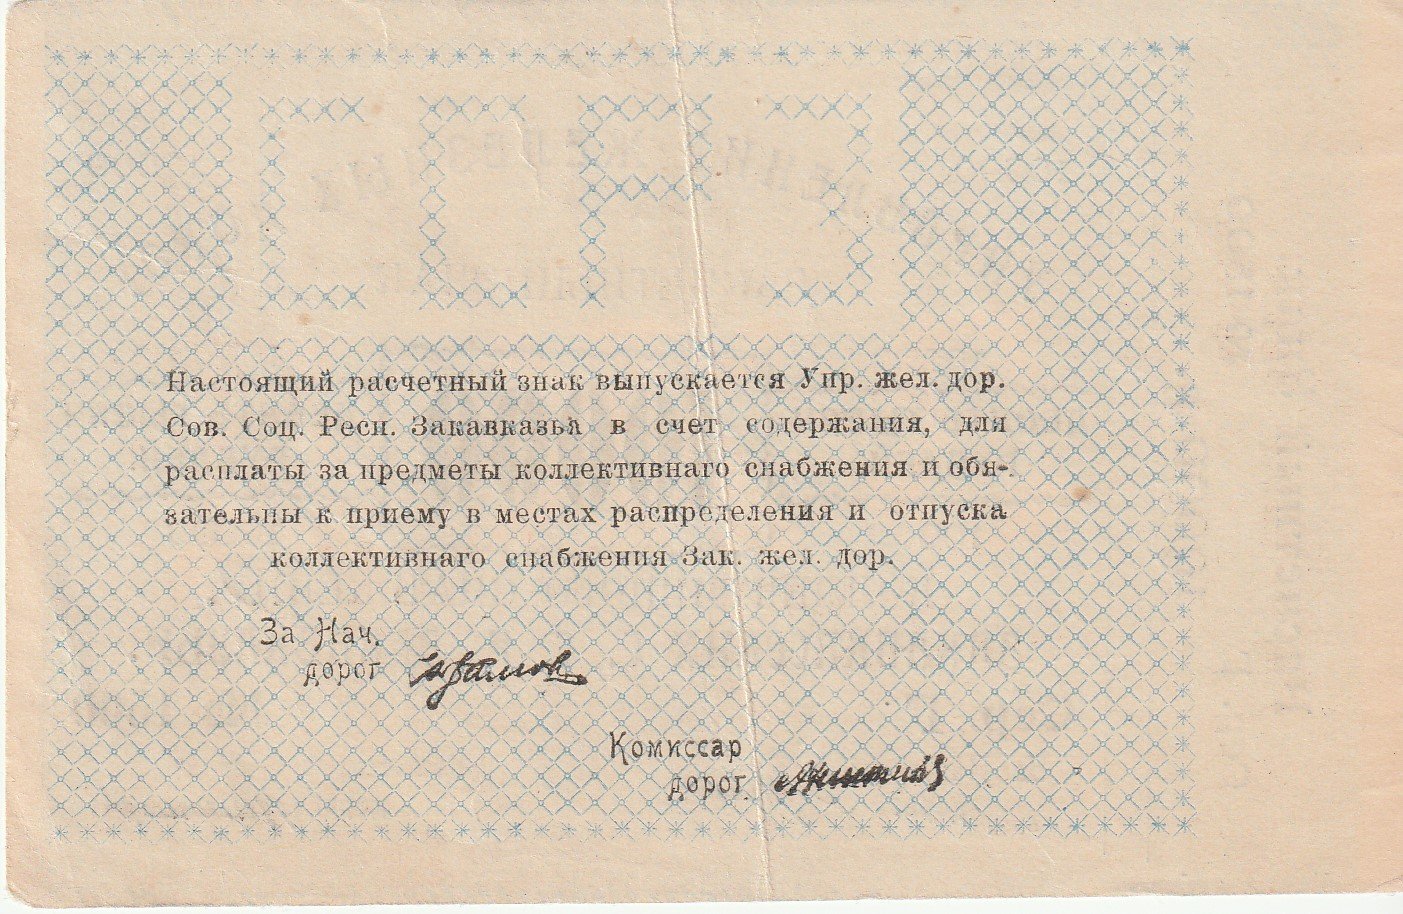 Настоящий расчетный знак выпускается Упр. жел. дор.
Сов. Соц. Респ. Закавказья в счет содержания, для
расплаты за предметы коллективнаго снабжения и обя-
зательны к приему в местах распределения и отпуска
коллективнаго снабжения Зак. жел. дор.
За Нач.
дорог
Комиссар
дорог